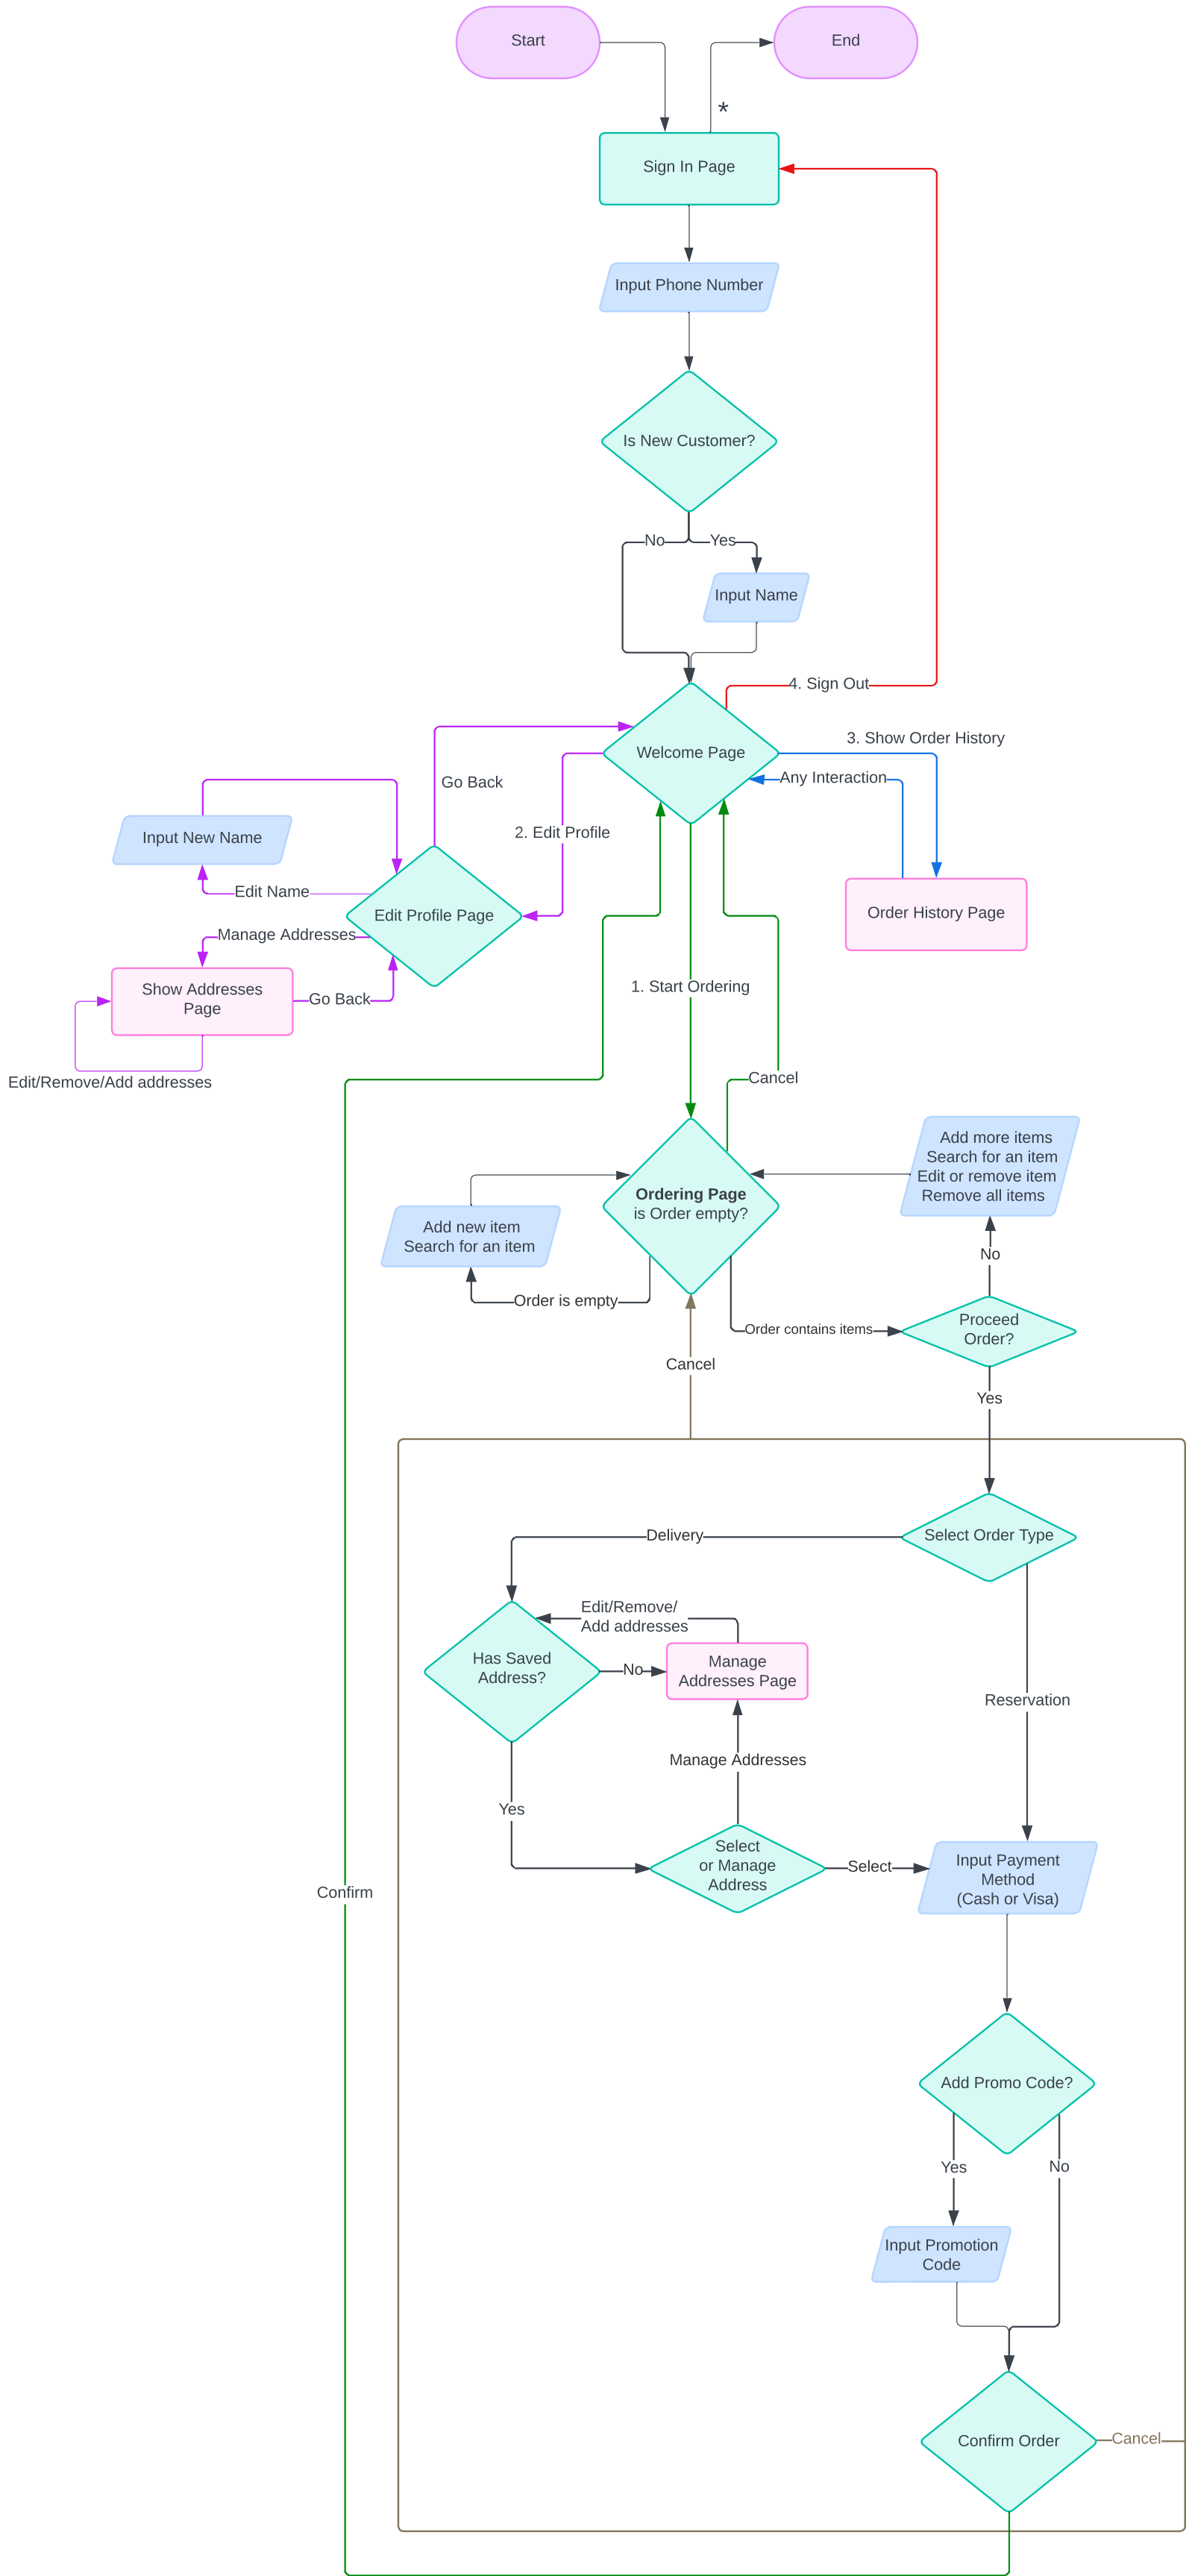 Start
End
*
Sign In Page
Input Phone Number
Is New Customer?
No
Yes
Input Name
4. Sign Out
Welcome Page
3. Show Order History
Any Interaction
Go Back
2. Edit Profile
Input New Name
Edit Name
Edit Profile Page
Order History Page
Manage Addresses
Show Addresses
Page
Go Back
Edit/Remove/Add addresses
1. Start Ordering
Cancel
Ordering Page
is Order empty?
Add more items
Search for an item
Edit or remove item
Remove all items
Add new item
Search for an item
Order is empty
No
Order contains items
Proceed
Order?
Cancel
Yes
Select Order Type
Delivery
Edit/Remove/
Add addresses
Has Saved
Address?
No
Manage
Addresses Page
Reservation
Manage Addresses
Yes
Select
or Manage
Address
Select
Input Payment
Method
(Cash or Visa)
Confirm
Add Promo Code?
Yes
No
Input Promotion
Code
Confirm Order
Cancel